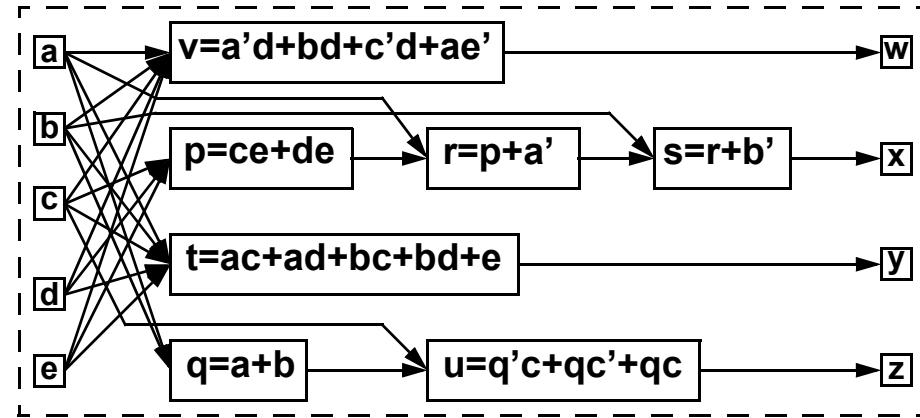 a v=a’d+bd+c’d+ae’ w
b
p=ce+de r=p+a’ s=r+b’ x
c
t=ac+ad+bc+bd+e y
d
e q=a+b u=q’c+qc’+qc z